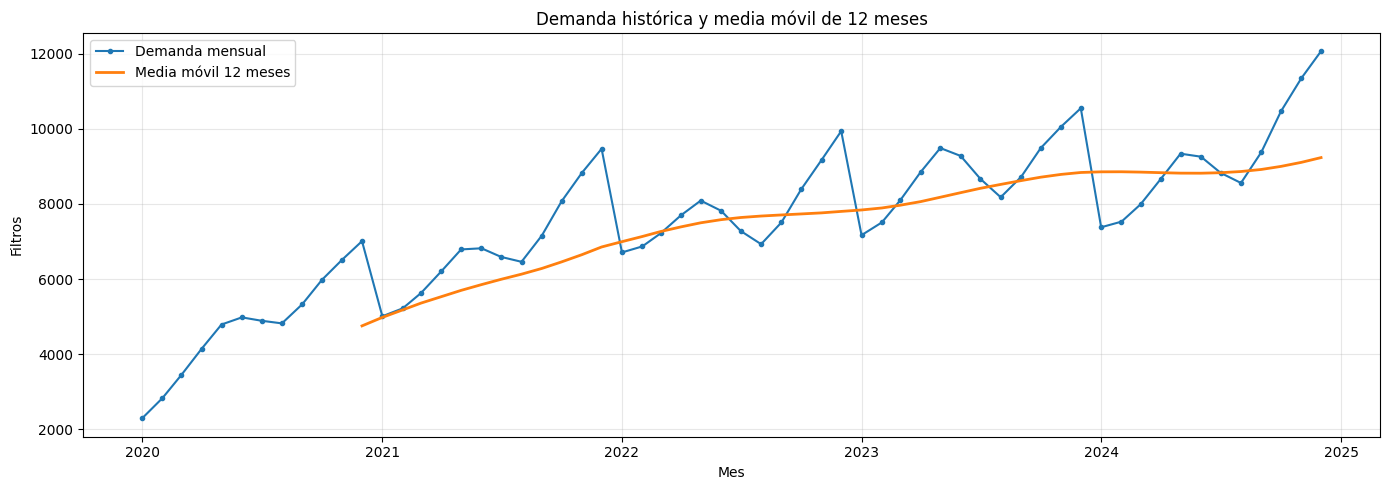 Demanda histórica y media móvil de 12 meses
Demanda mensual
Media móvil 12 meses
Filtros
12000
10000
8000
6000
4000
2000
2020 2021 2022 2023 2024 2025
Mes